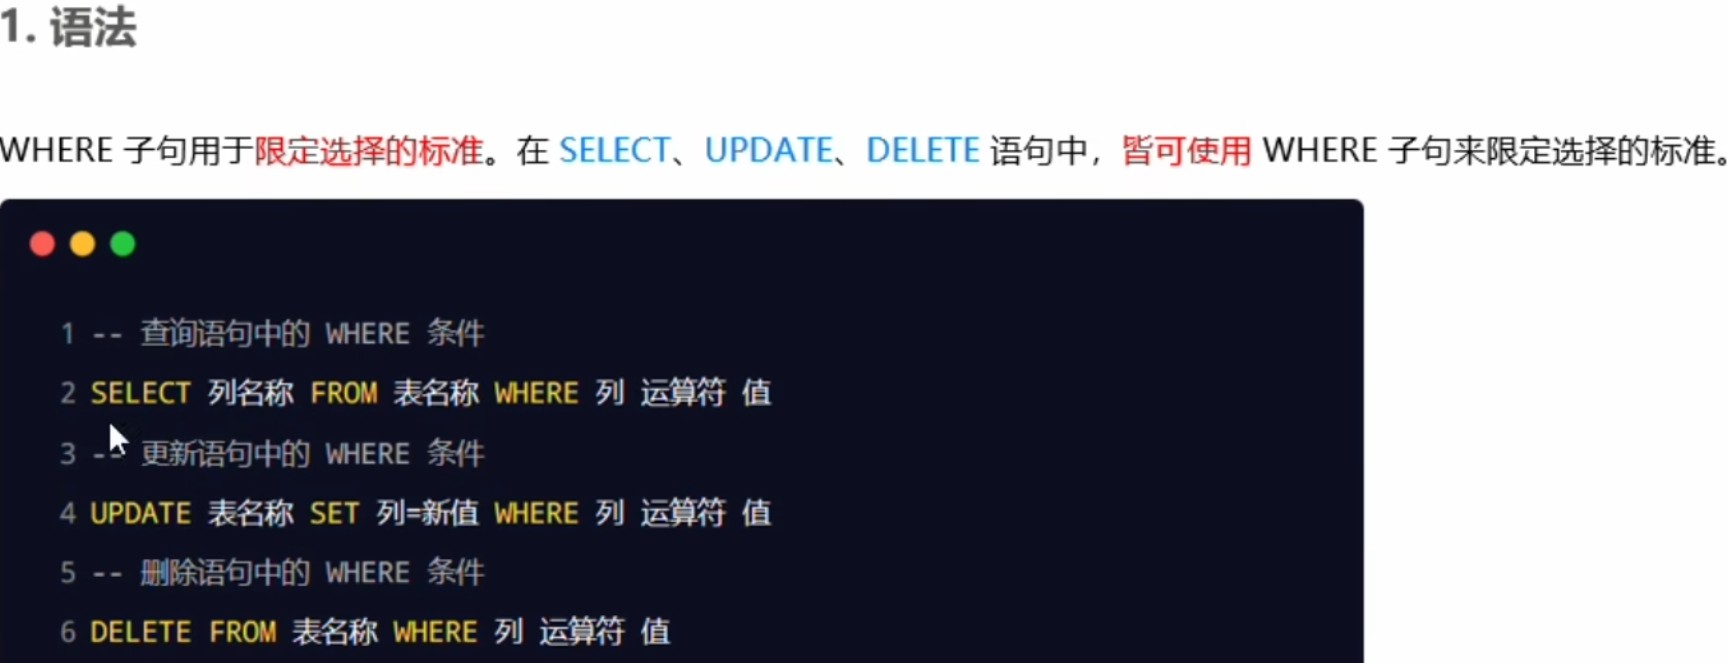 1. 语法
WHERE 子句用于限定选择的标准。在 SELECT、UPDATE、DELETE 语句中，皆可使用 WHERE 子句来限定选择的标准。
1 -- 查询语句中的 WHERE 条件
2 SELECT 列名称 FROM 表名称 WHERE 列 运算符 值
3 -- 更新语句中的 WHERE 条件
4 UPDATE 表名称 SET 列=新值 WHERE 列 运算符 值
5 -- 删除语句中的 WHERE 条件
6 DELETE FROM 表名称 WHERE 列 运算符 值